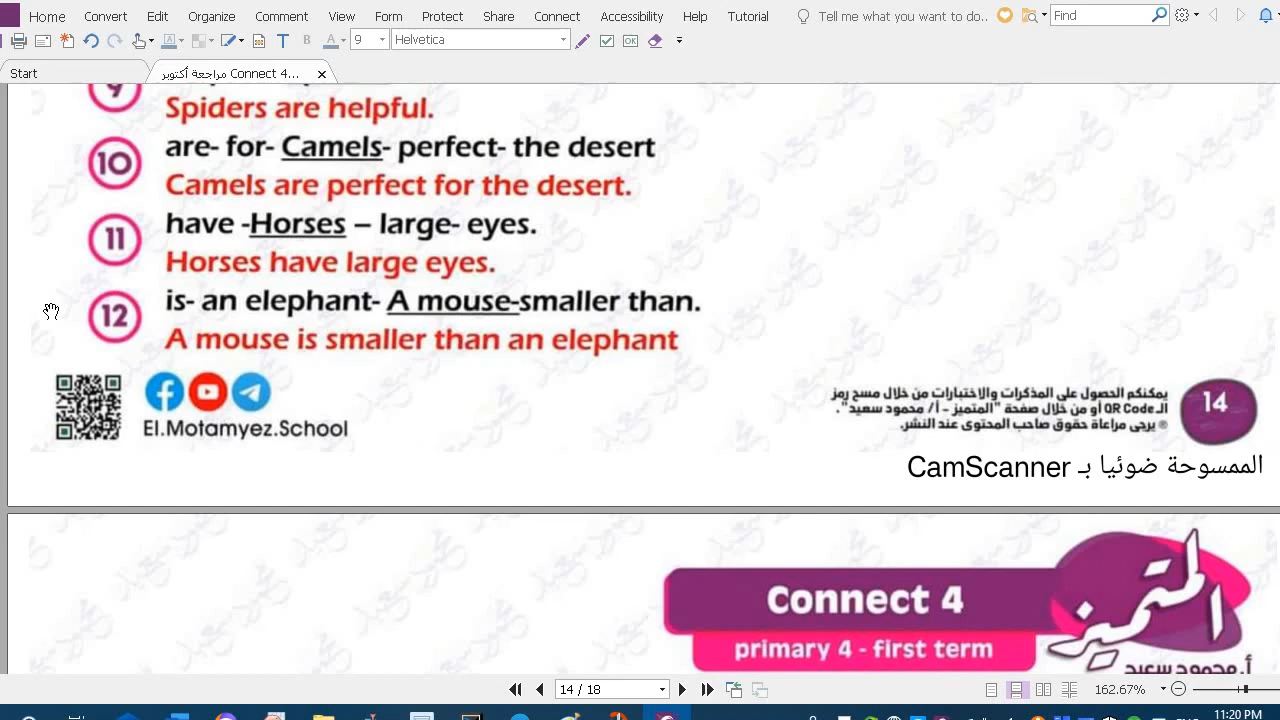 Home Convert Edit Organize Comment View Form Protect Share Connect Accessibility Help Tutorial Tell me what you want to do.. Find
9 Helvetica
Start مراجعة أكتوبر Connect 4...
9
Spiders are helpful.
10 are- for- Camels- perfect- the desert
Camels are perfect for the desert.
11 have -Horses – large- eyes.
Horses have large eyes.
12 is- an elephant- A mouse-smaller than.
A mouse is smaller than an elephant
El.Motamyez.School
يمكنكم الحصول على المذكرات والاختبارات من خلال مسح رمز
الـ QR Code أو من خلال صفحة "المتميز - أ/ محمود سعيد".
® يرجى مراعاة حقوق صاحب المحتوى عند النشر.
14
الممسوحة ضوئيا بـ CamScanner
المتميز
Connect 4
primary 4 - first term
أ.محمود سعيد
14 / 18 162.67%
11:20 PM